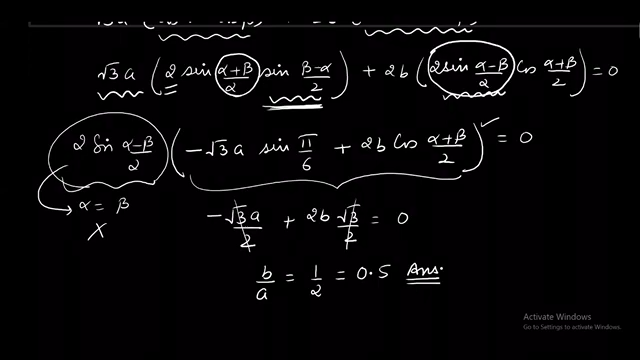 √3 a ( 2 sin (α+β)/2 sin (β-α)/2 ) + 2b ( 2 sin (α-β)/2 cos (α+β)/2 ) = 0
2 Sin (α-β)/2 ( -√3 a sin π/6 + 2b Cos (α+β)/2 ) = 0
α = β
X
-√3a/2 + 2b √3/2 = 0
b/a = 1/2 = 0.5 Ans.
Activate Windows
Go to Settings to activate Windows.